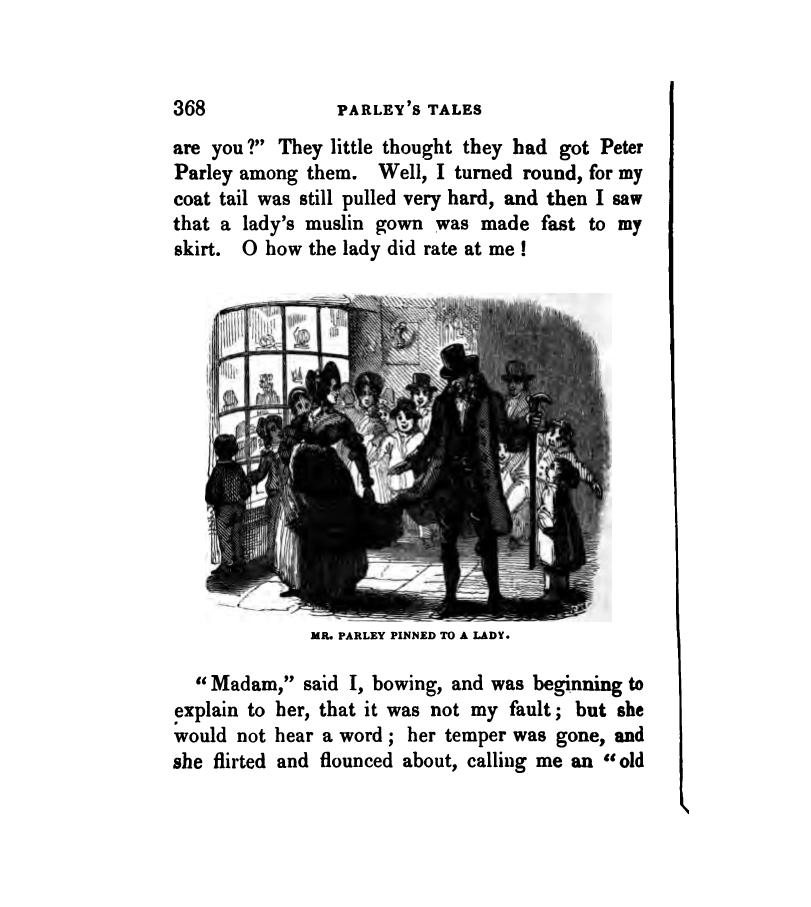 368 PARLEY'S TALES
are you?” They little thought they had got Peter
Parley among them. Well, I turned round, for my
coat tail was still pulled very hard, and then I saw
that a lady's muslin gown was made fast to my
skirt. O how the lady did rate at me!
MR. PARLEY PINNED TO A LADY.
“Madam,” said I, bowing, and was beginning to
explain to her, that it was not my fault; but she
would not hear a word; her temper was gone, and
she flirted and flounced about, calling me an “old